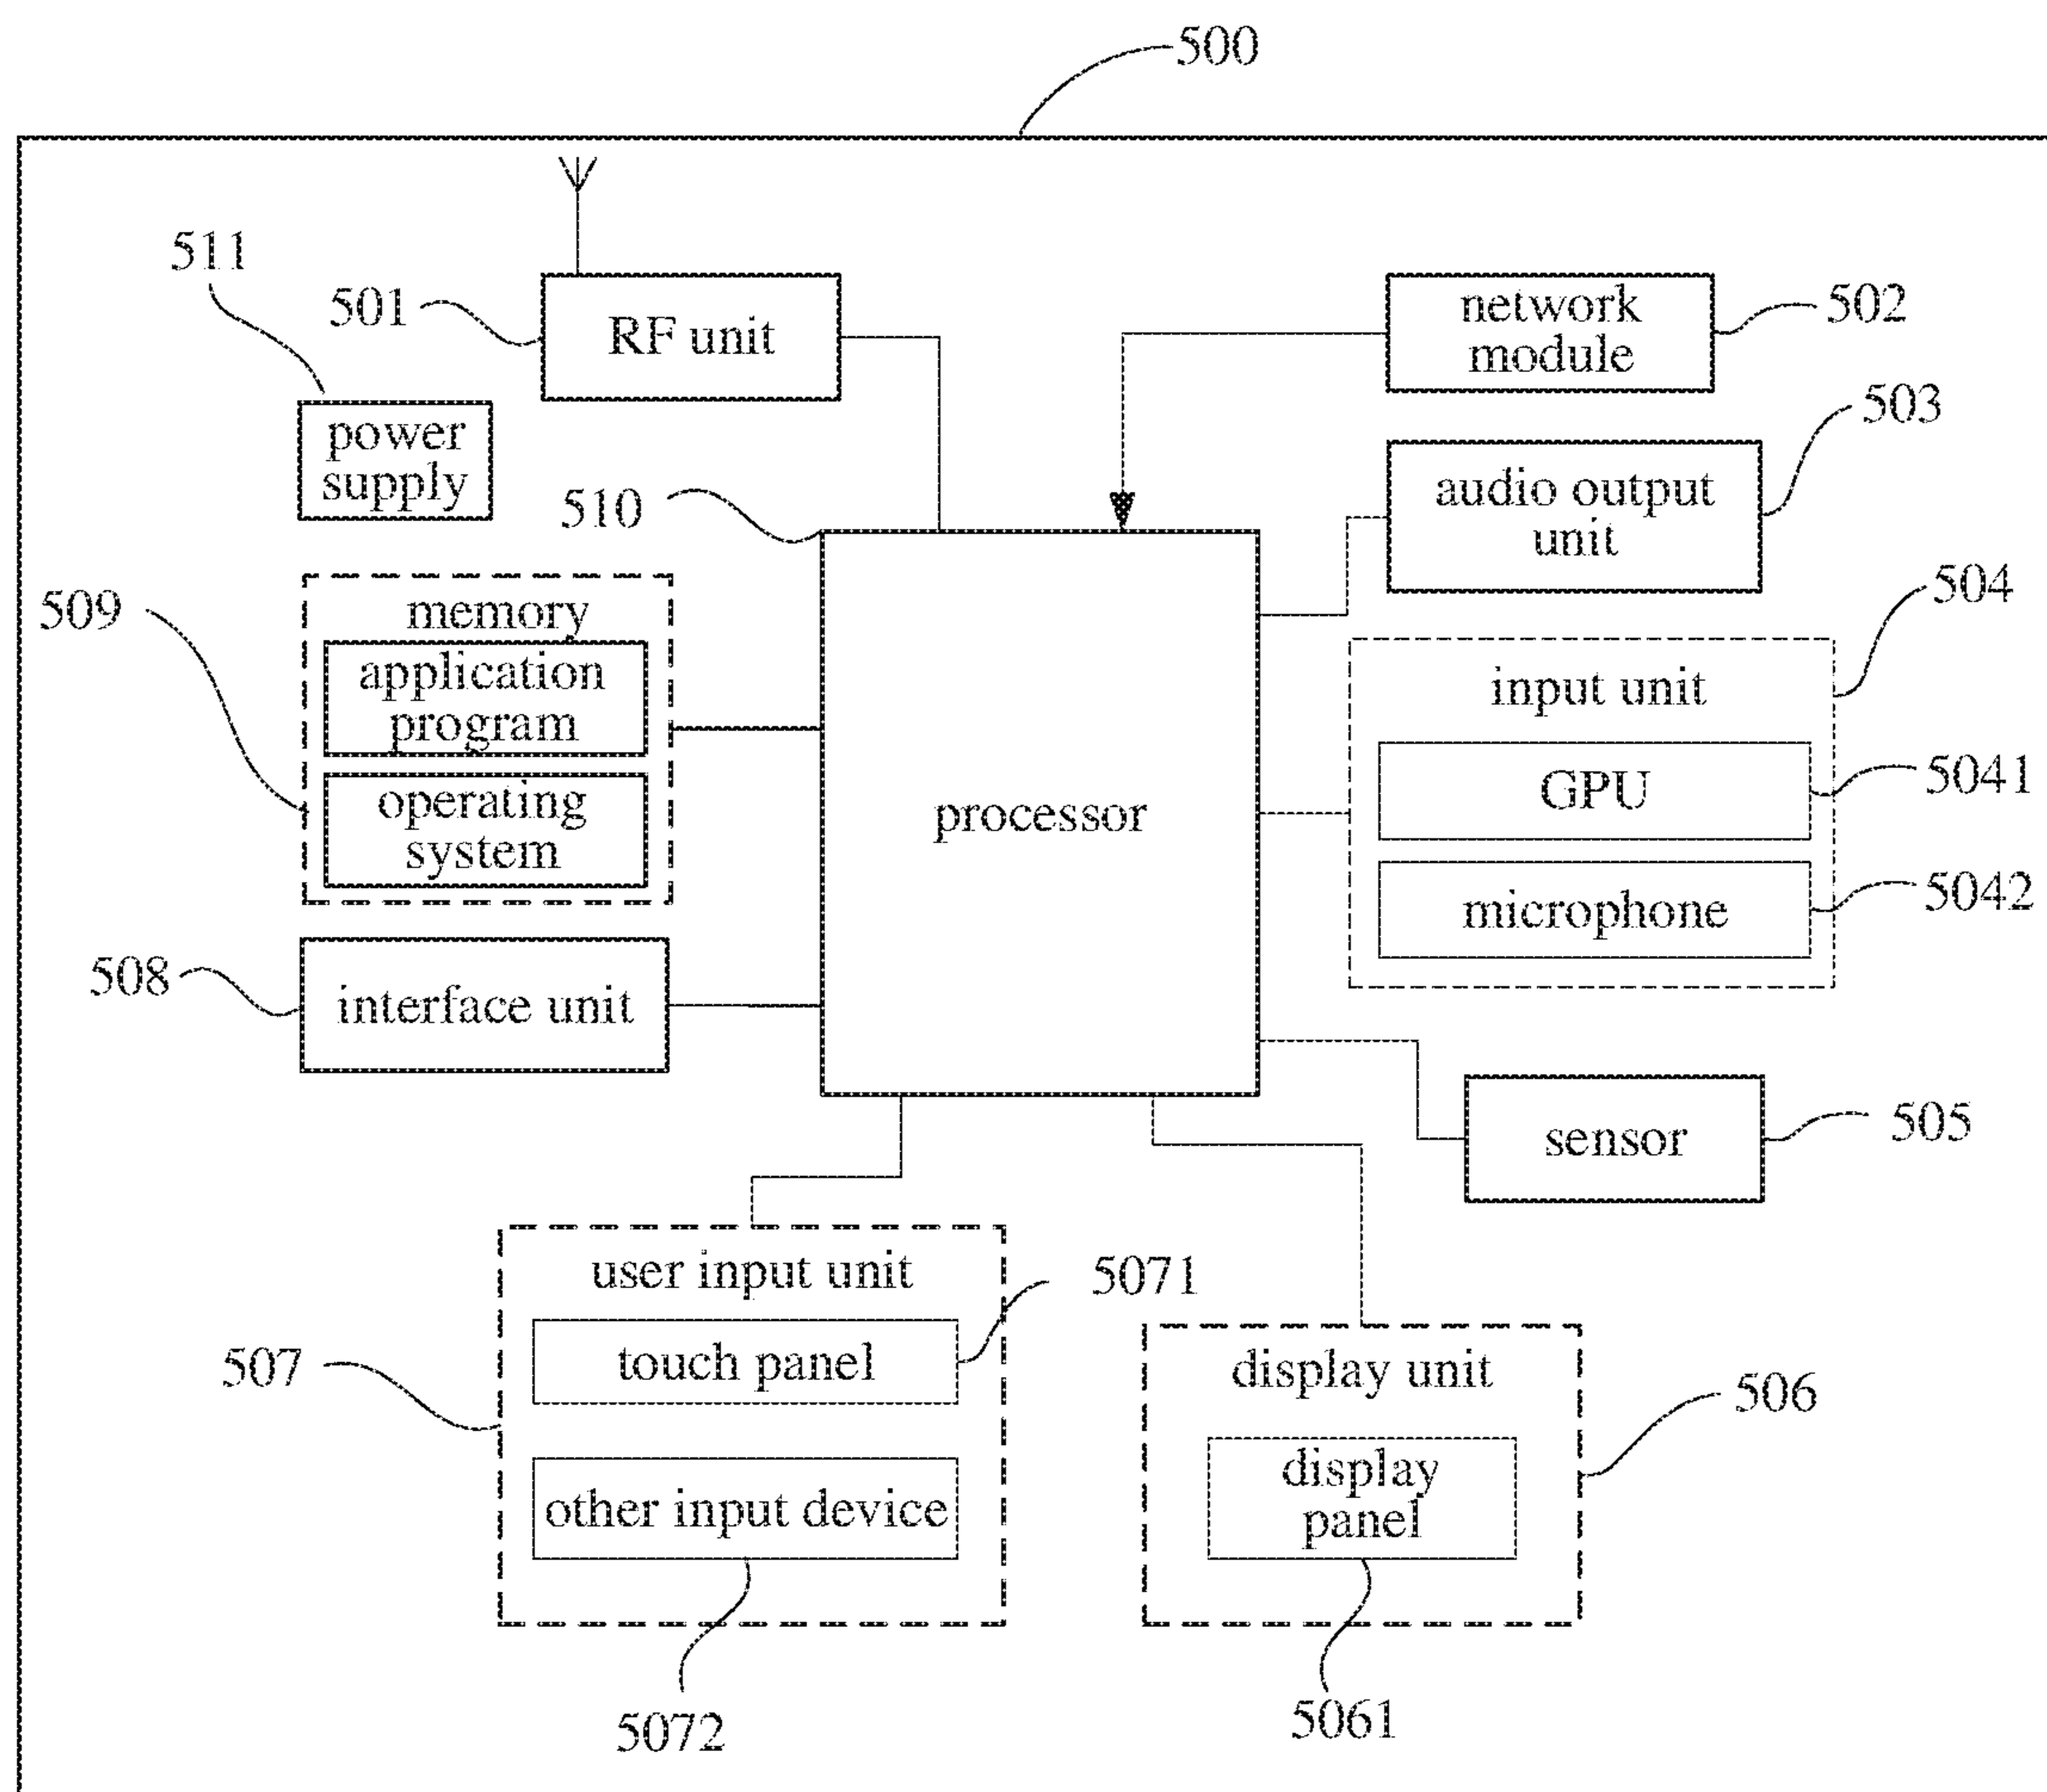 500
511
501
RF unit
network
module
502
503
power
supply
audio output
unit
510
504
509
memory
application
program
operating
system
input unit
GPU
5041
microphone
5042
processor
508
interface unit
sensor
505
user input unit
5071
touch panel
507
other input device
5072
display unit
506
display
panel
5061